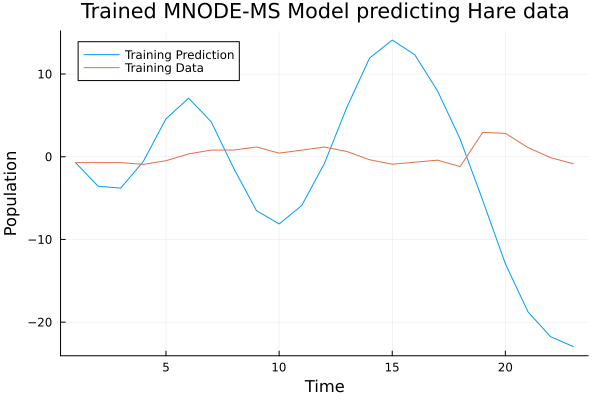 Trained MNODE-MS Model predicting Hare data
Training Prediction
Training Data
10
0
−10
−20
Population
5
10
15
20
Time